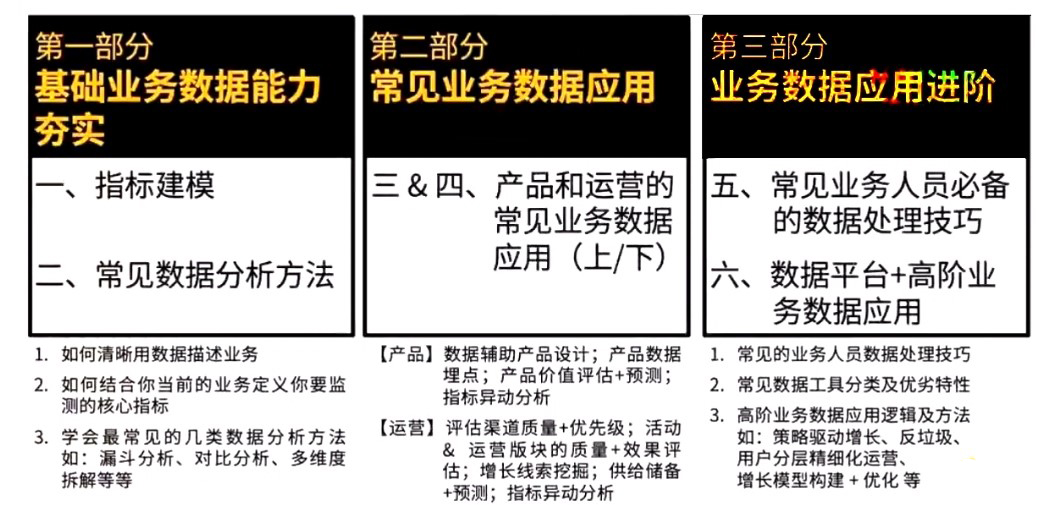 第一部分
基础业务数据能力
夯实
一、指标建模
二、常见数据分析方法
1. 如何清晰用数据描述业务
2. 如何结合你当前的业务定义你要监
测的核心指标
3. 学会最常见的几类数据分析方法
如：漏斗分析、对比分析、多维度
拆解等等
第二部分
常见业务数据应用
三 & 四、产品和运营的
常见业务数据
应用（上/下）
【产品】数据辅助产品设计；产品数据
埋点；产品价值评估+预测；
指标异动分析
【运营】评估渠道质量+优先级；活动
& 运营版块的质量+效果评
估；增长线索挖掘；供给储备
+预测；指标异动分析
第三部分
业务数据应用进阶
五、常见业务人员必备
的数据处理技巧
六、数据平台+高阶业
务数据应用
1. 常见的业务人员数据处理技巧
2. 常见数据工具分类及优劣特性
3. 高阶业务数据应用逻辑及方法
如：策略驱动增长、反垃圾、
用户分层精细化运营、
增长模型构建 + 优化 等